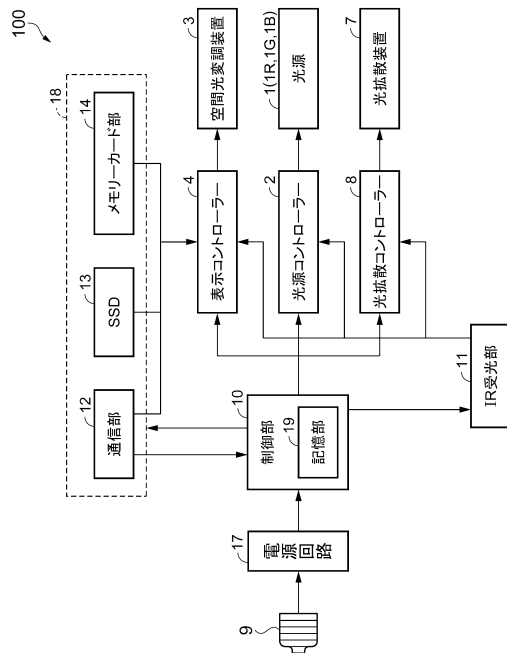 100
18
14
メモリーカード部
13
SSD
12
通信部
3
空間光変調装置
1(1R,1G,1B)
光源
7
光拡散装置
4
表示コントローラー
2
光源コントローラー
8
光拡散コントローラー
10
制御部
19
記憶部
11
IR受光部
17
電源
回路
9